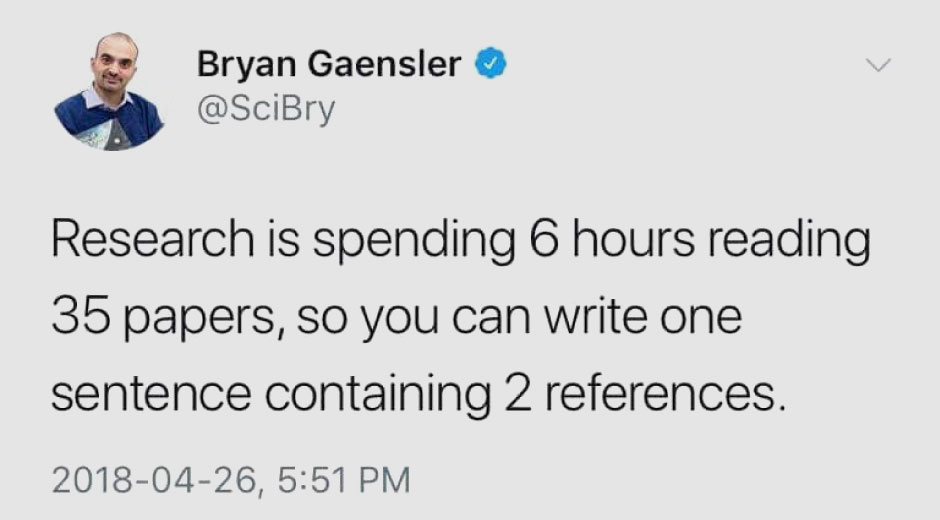 Bryan Gaensler
@SciBry
Research is spending 6 hours reading
35 papers, so you can write one
sentence containing 2 references.
2018-04-26, 5:51 PM